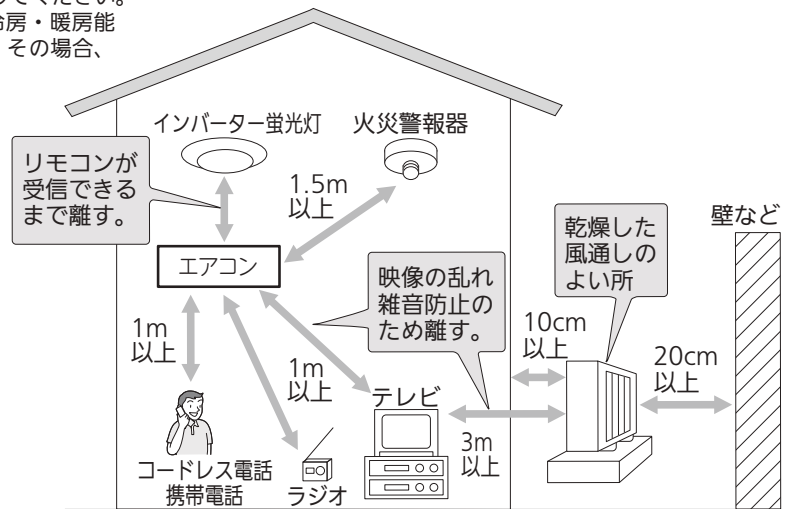 てください。
冷房・暖房能
その場合、
インバーター蛍光灯
火災警報器
リモコンが
受信できる
まで離す。
1.5m
以上
壁など
乾燥した
風通しの
よい所
エアコン
映像の乱れ
雑音防止の
ため離す。
1m
以上
10cm
以上
20cm
以上
1m
以上
テレビ
3m
以上
コードレス電話
携帯電話
ラジオ